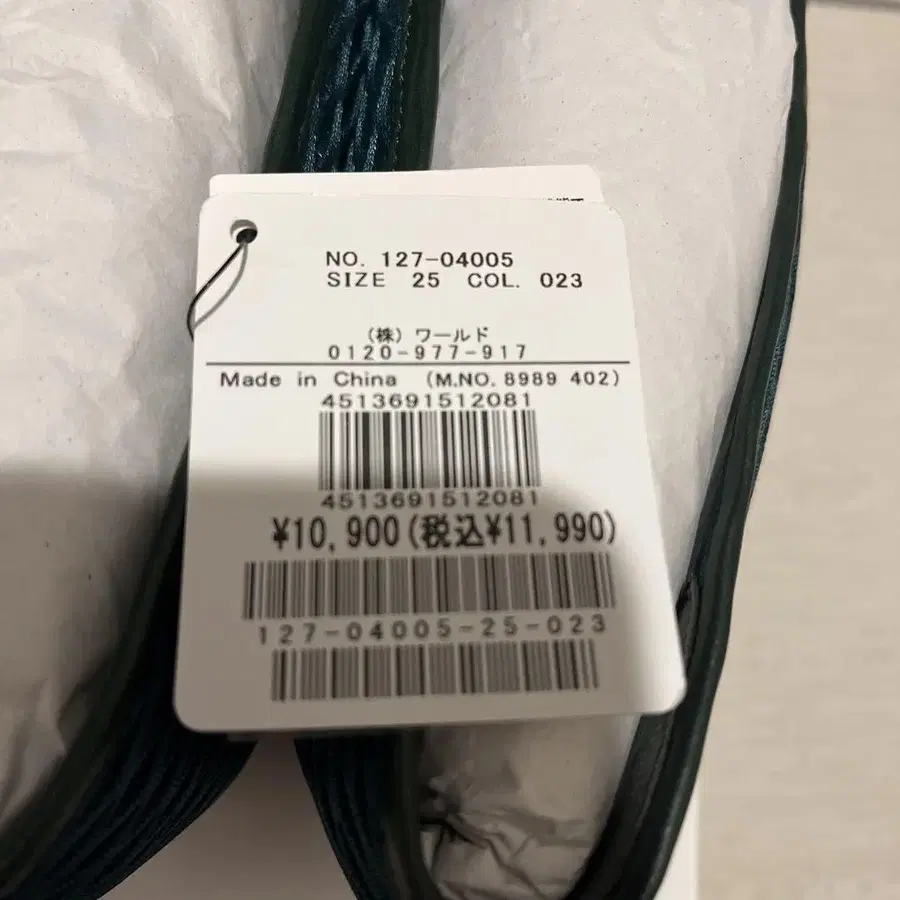 NO. 127-04005
SIZE 25 COL. 023
(株) ワールド
0120-977-917
Made in China (M.NO. 8989 402)
4513691512081
4513691512081
¥10,900(税込¥11,990)
127-04005-25-023